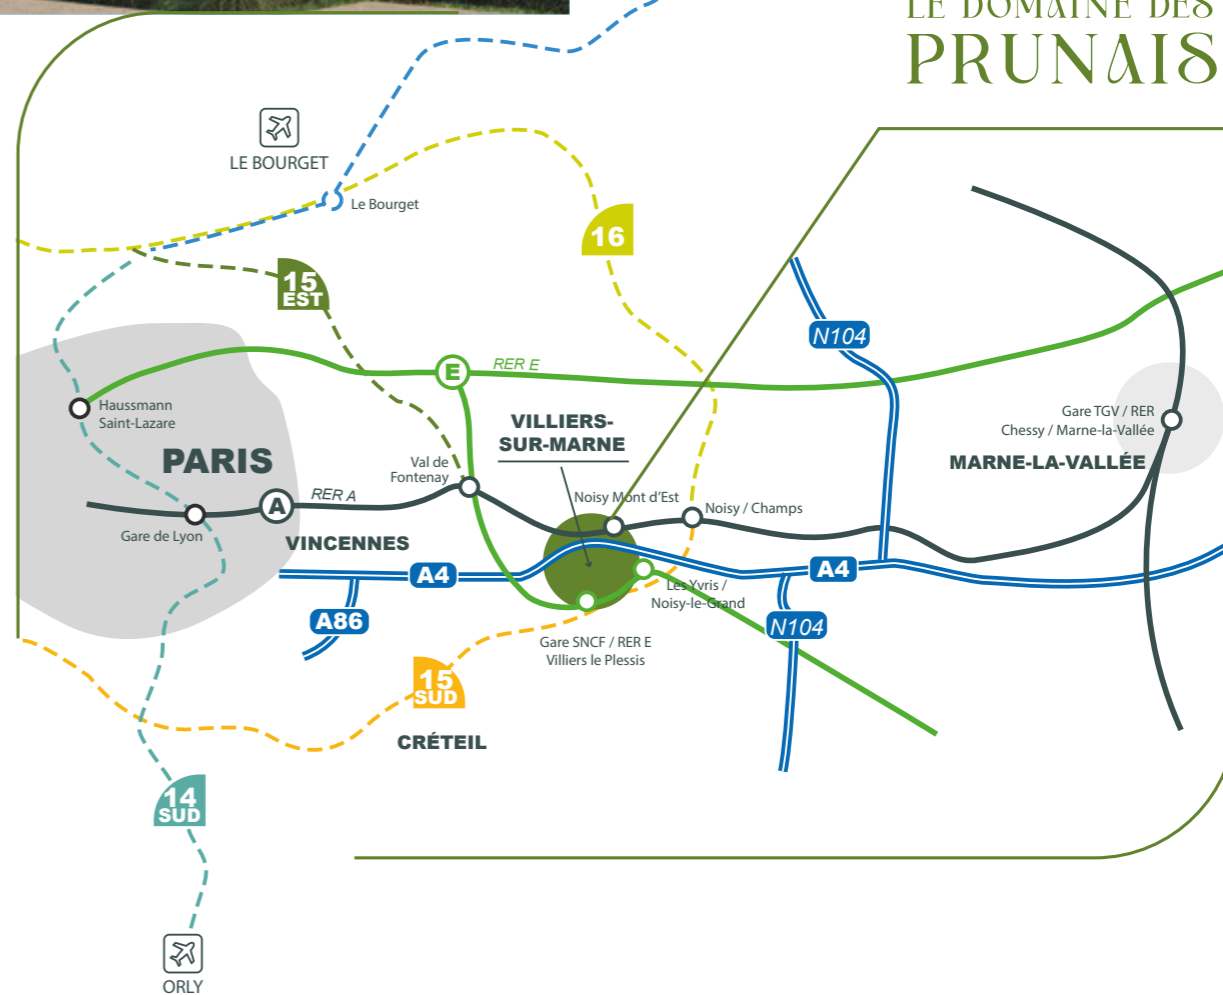 LE DOMAINE DES
PRUNAIS
LE BOURGET
Le Bourget
16
15
EST
N104
E
RER E
Haussmann
Saint-Lazare
VILLIERS-
SUR-MARNE
Gare TGV / RER
Chessy / Marne-la-Vallée
MARNE-LA-VALLÉE
PARIS
Val de
Fontenay
A
RER A
Noisy Mont d'Est
Noisy / Champs
Gare de Lyon
VINCENNES
A4
A4
Les Yvris /
Noisy-le-Grand
A86
N104
Gare SNCF / RER E
Villiers le Plessis
15
SUD
CRÉTEIL
14
SUD
ORLY